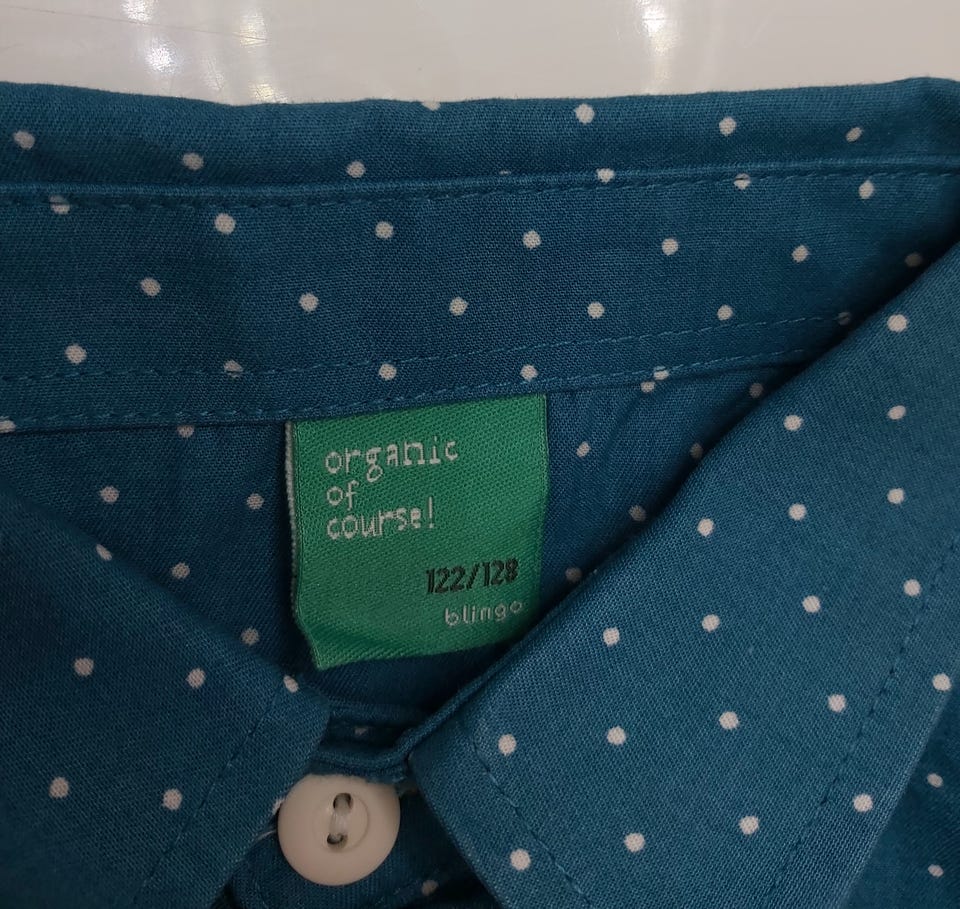 organic
of
course!
122/128
blingo